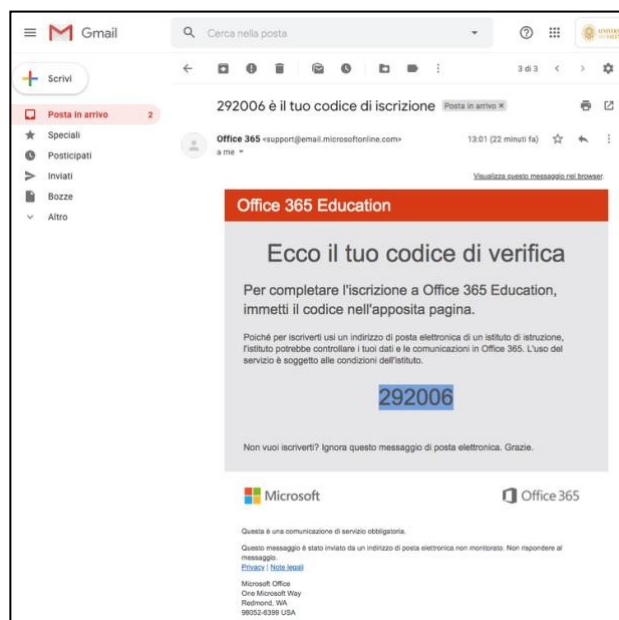 Gmail
Cerca nella posta
Scrivi
3 di 3
Posta in arrivo 2
Speciali
Posticipati
Inviati
Bozze
Altro
292006 è il tuo codice di iscrizione Posta in arrivo ×
Office 365 <support@email.microsoftonline.com> 13:01 (22 minuti fa)
a me
Visualizza questo messaggio nel browser.
Office 365 Education
Ecco il tuo codice di verifica
Per completare l'iscrizione a Office 365 Education,
immetti il codice nell'apposita pagina.
Poiché per iscriverti usi un indirizzo di posta elettronica di un istituto di istruzione,
l'istituto potrebbe controllare i tuoi dati e le comunicazioni in Office 365. L'uso del
servizio è soggetto alle condizioni dell'istituto.
292006
Non vuoi iscriverti? Ignora questo messaggio di posta elettronica. Grazie.
Microsoft Office 365
Questa è una comunicazione di servizio obbligatoria.
Questo messaggio è stato inviato da un indirizzo di posta elettronica non monitorato. Non rispondere al
messaggio.
Privacy | Note legali
Microsoft Office
One Microsoft Way
Redmond, WA
98052-6399 USA